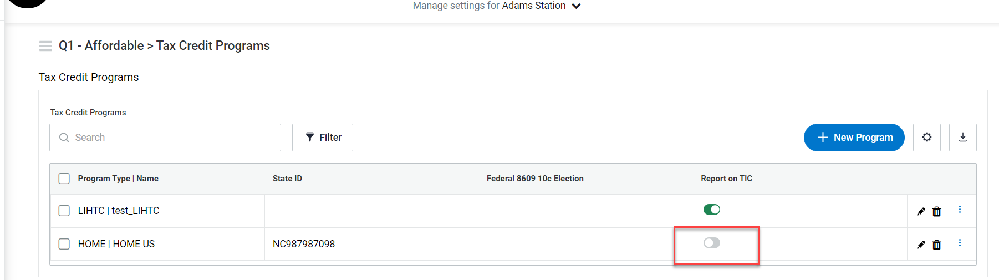 Manage settings for Adams Station
Q1 - Affordable > Tax Credit Programs
Tax Credit Programs
Tax Credit Programs
Search
Filter
New Program
Program Type | Name
State ID
Federal 8609 10c Election
Report on TIC
LIHTC | test_LIHTC
HOME | HOME US
NC987987098